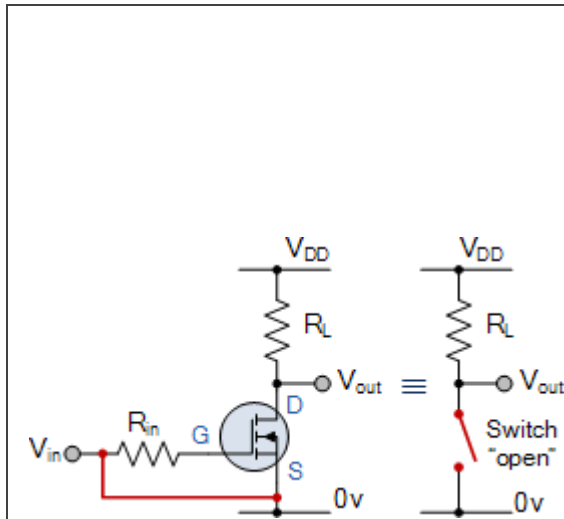 VDD VDD
RL RL
Vout ≡ Vout
D
Rin
G
Vin
Switch
"open"
S
0v 0v